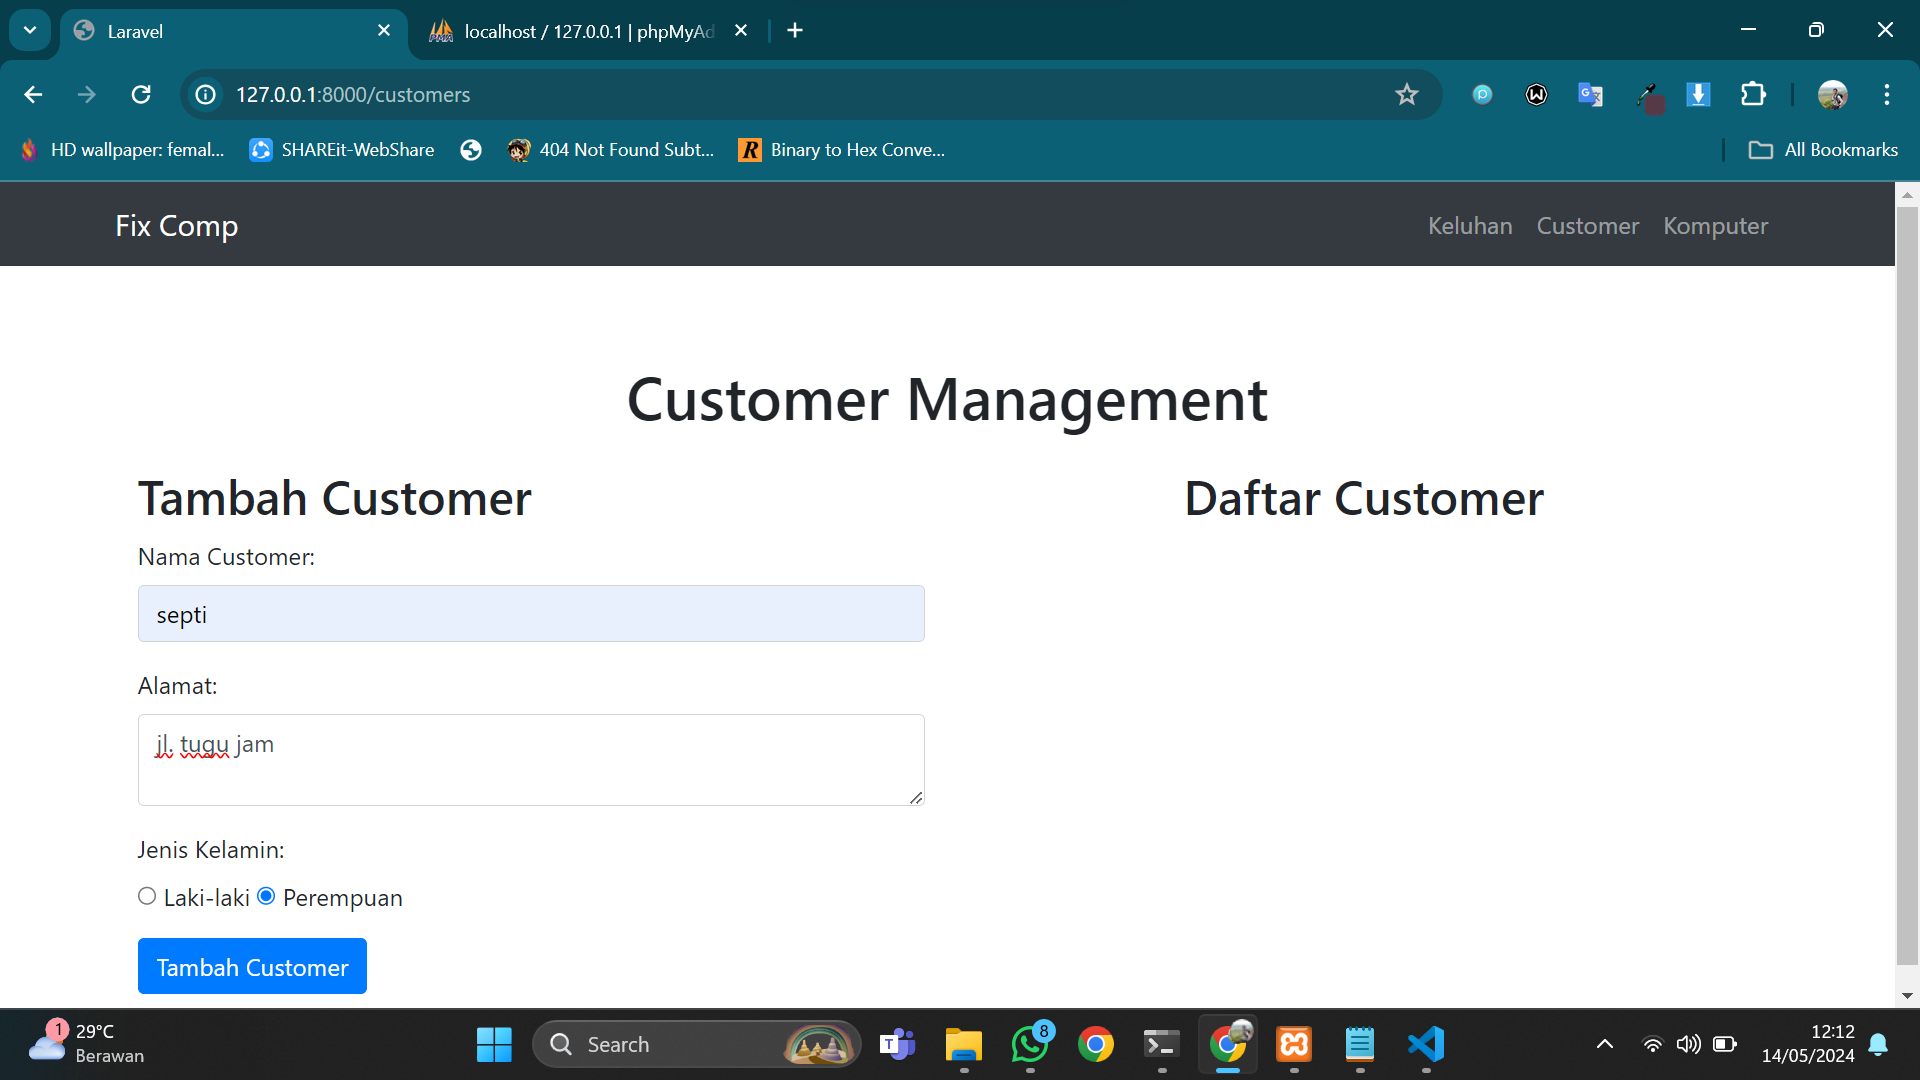 Laravel
localhost / 127.0.0.1 | phpMyAd
127.0.0.1:8000/customers
HD wallpaper: femal...
SHAREit-WebShare
404 Not Found Subt...
R
Binary to Hex Conve...
All Bookmarks
Fix Comp
Keluhan
Customer
Komputer
Customer Management
Tambah Customer
Daftar Customer
Nama Customer:
septi
Alamat:
jl. tugu jam
Jenis Kelamin:
Laki-laki
Perempuan
Tambah Customer
1
29°C
Berawan
Search
T
8
12:12
14/05/2024